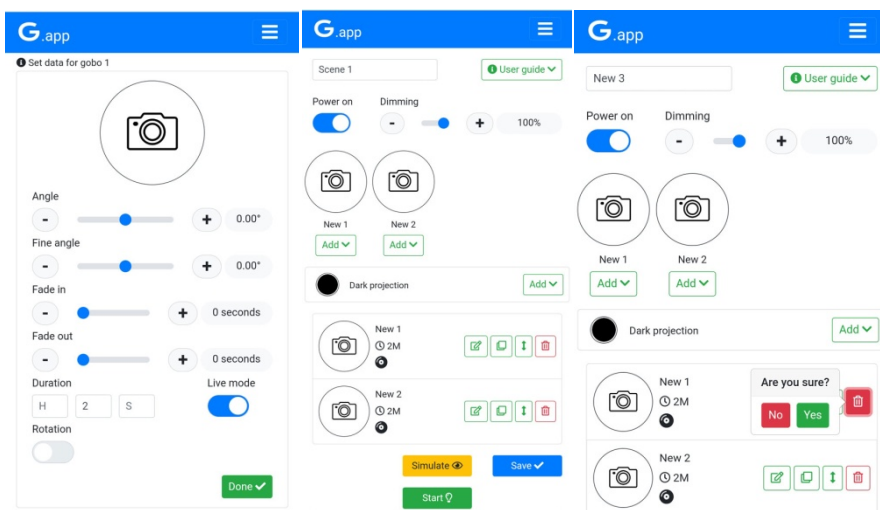 G.app
Set data for gobo 1
Angle
- + 0.00°
Fine angle
- + 0.00°
Fade in
- + 0 seconds
Fade out
- + 0 seconds
Duration Live mode
H 2 S
Rotation
Done
G.app
Scene 1 User guide
Power on Dimming
- + 100%
New 1 New 2
Add Add
Dark projection Add
New 1
2M
New 2
2M
Simulate Save
Start
G.app
New 3 User guide
Power on Dimming
- + 100%
New 1 New 2
Add Add
Dark projection Add
New 1 Are you sure?
2M No Yes
New 2
2M